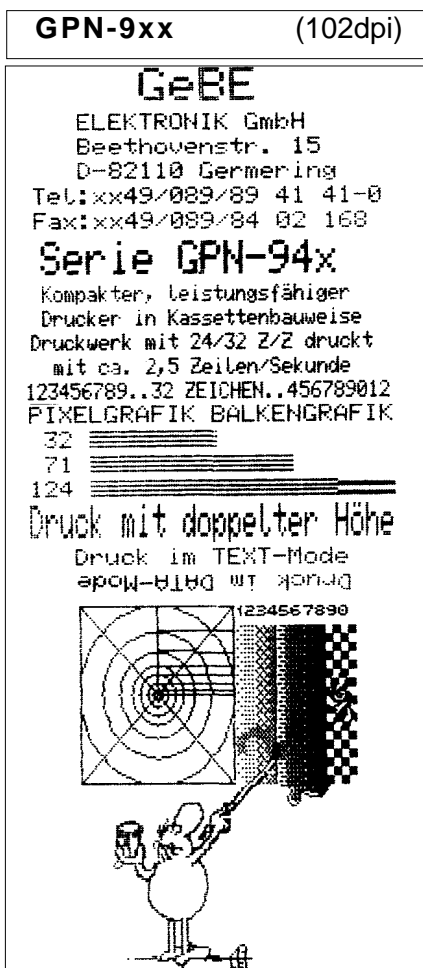 GPN-9xx (102dpi)
GeBE
ELEKTRONIK GmbH
Beethovenstr. 15
D-82110 Germering
Tel:xx49/089/89 41 41-0
Fax:xx49/089/84 02 168
Serie GPN-94x
Kompakter, leistungsfähiger
Drucker in Kassettenbauweise
Druckwerk mit 24/32 Z/Z druckt
mit ca. 2,5 Zeilen/Sekunde
123456789..32 ZEICHEN..456789012
PIXELGRAFIK BALKENGRAFIK
32
71
124
Druck mit doppelter Höhe
Druck im TEXT-Mode
Druck im DATA-Mode
1234567890